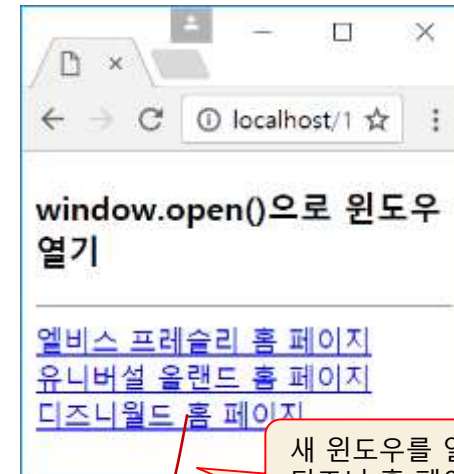 localhost/1
window.open()으로 윈도우
열기
엘비스 프레슬리 홈 페이지
유니버설 올랜드 홈 페이지
디즈니월드 홈 페이지
새 윈도우를